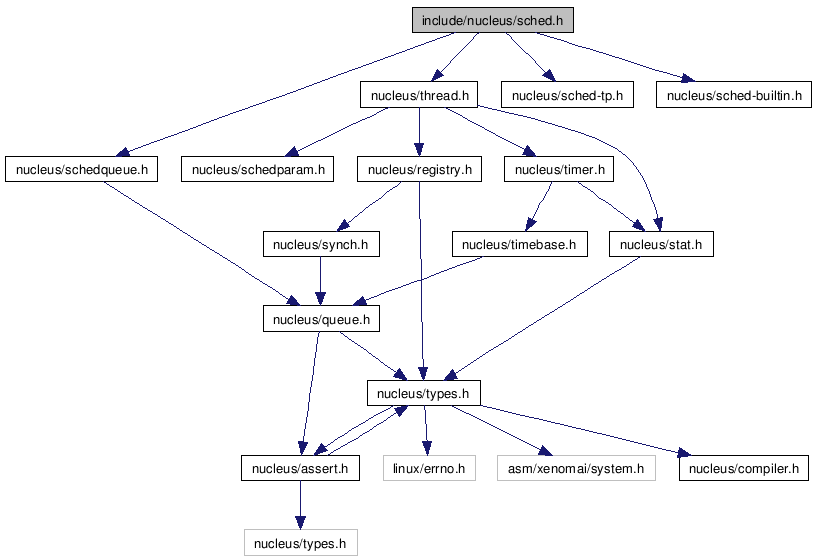 include/nucleus/sched.h
nucleus/thread.h
nucleus/sched-tp.h
nucleus/sched-builtin.h
nucleus/schedqueue.h
nucleus/schedparam.h
nucleus/registry.h
nucleus/timer.h
nucleus/synch.h
nucleus/timebase.h
nucleus/stat.h
nucleus/queue.h
nucleus/types.h
nucleus/assert.h
linux/errno.h
asm/xenomai/system.h
nucleus/compiler.h
nucleus/types.h